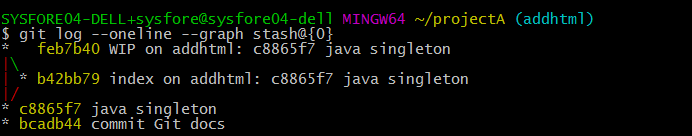 SYSFORE04-DELL+sysfore@sysfore04-dell MINGW64 ~/projectA (addhtml)
$ git log --oneline --graph stash@{0}
*   feb7b40 WIP on addhtml: c8865f7 java singleton
|\
| * b42bb79 index on addhtml: c8865f7 java singleton
|/
* c8865f7 java singleton
* bcadb44 commit Git docs